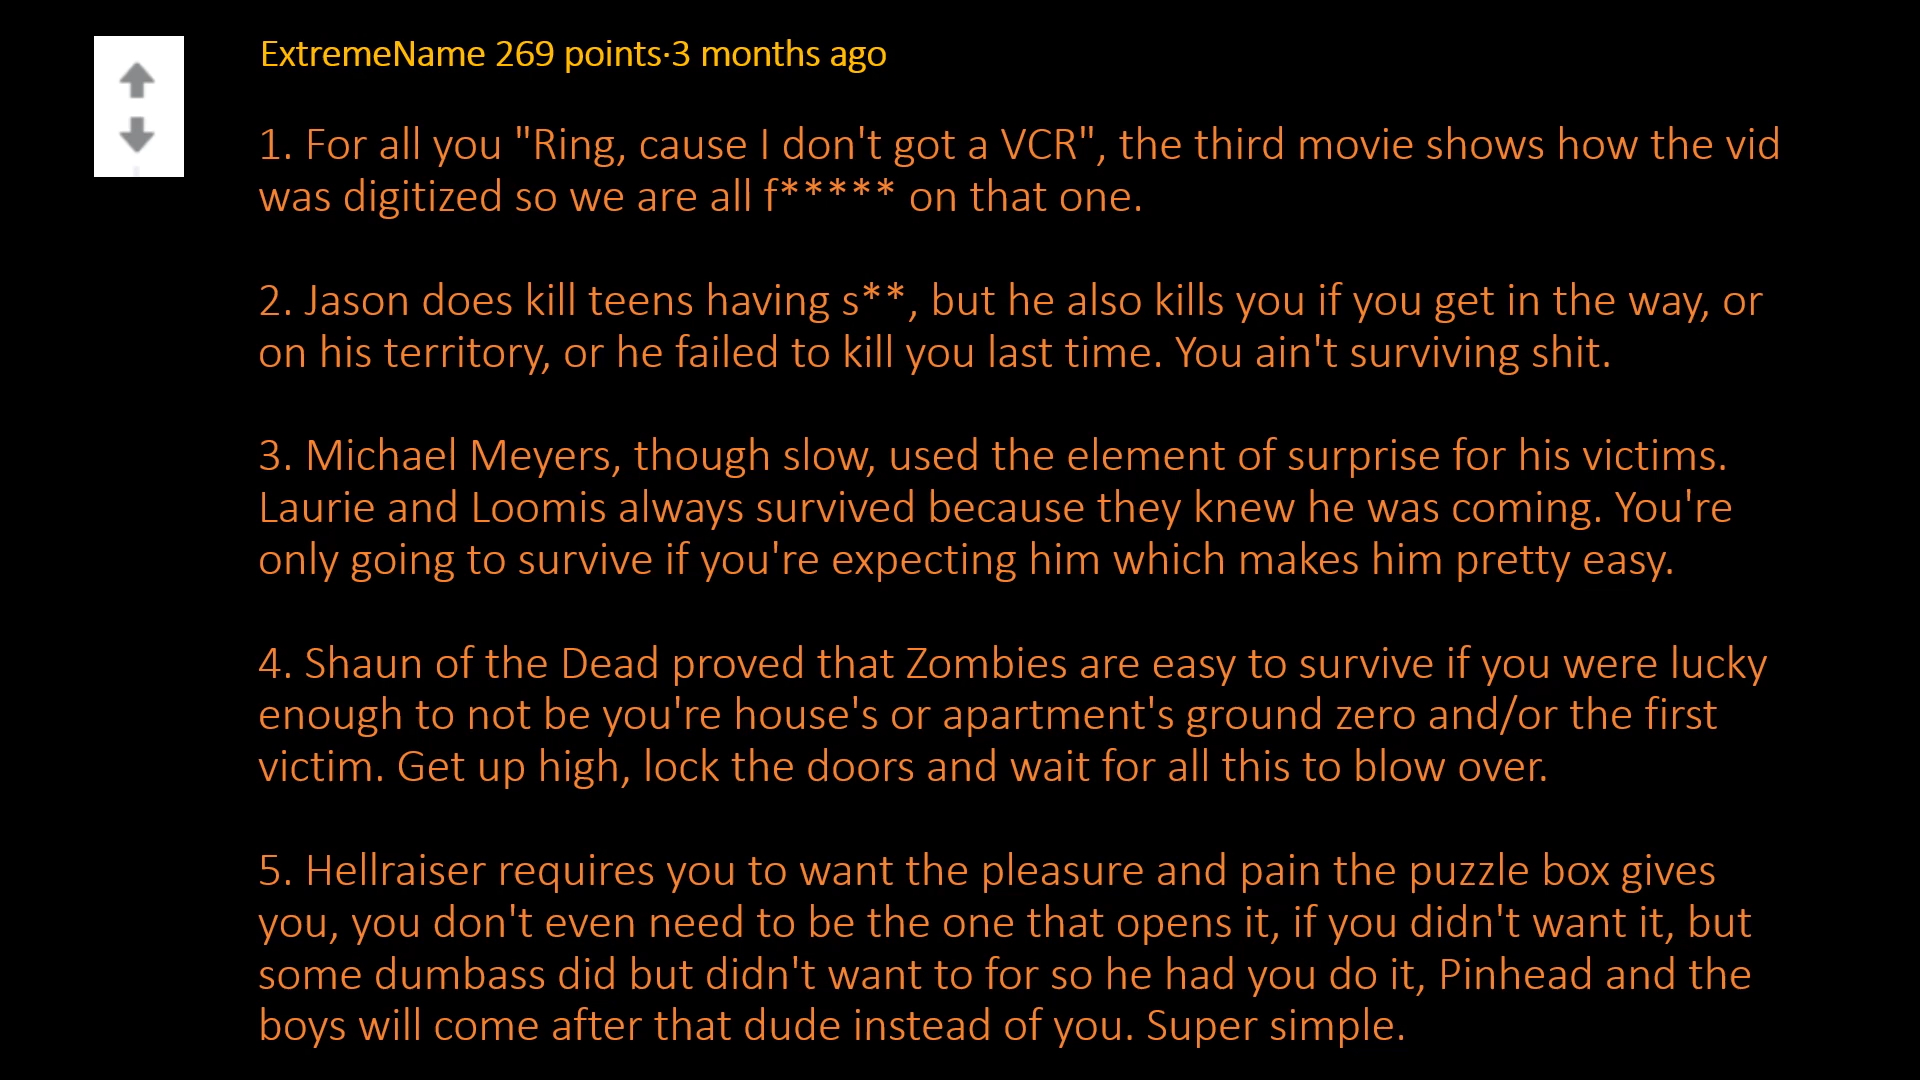 ExtremeName 269 points·3 months ago
1. For all you "Ring, cause I don't got a VCR", the third movie shows how the vid
was digitized so we are all f***** on that one.
2. Jason does kill teens having s**, but he also kills you if you get in the way, or
on his territory, or he failed to kill you last time. You ain't surviving shit.
3. Michael Meyers, though slow, used the element of surprise for his victims.
Laurie and Loomis always survived because they knew he was coming. You're
only going to survive if you're expecting him which makes him pretty easy.
4. Shaun of the Dead proved that Zombies are easy to survive if you were lucky
enough to not be you're house's or apartment's ground zero and/or the first
victim. Get up high, lock the doors and wait for all this to blow over.
5. Hellraiser requires you to want the pleasure and pain the puzzle box gives
you, you don't even need to be the one that opens it, if you didn't want it, but
some dumbass did but didn't want to for so he had you do it, Pinhead and the
boys will come after that dude instead of you. Super simple.